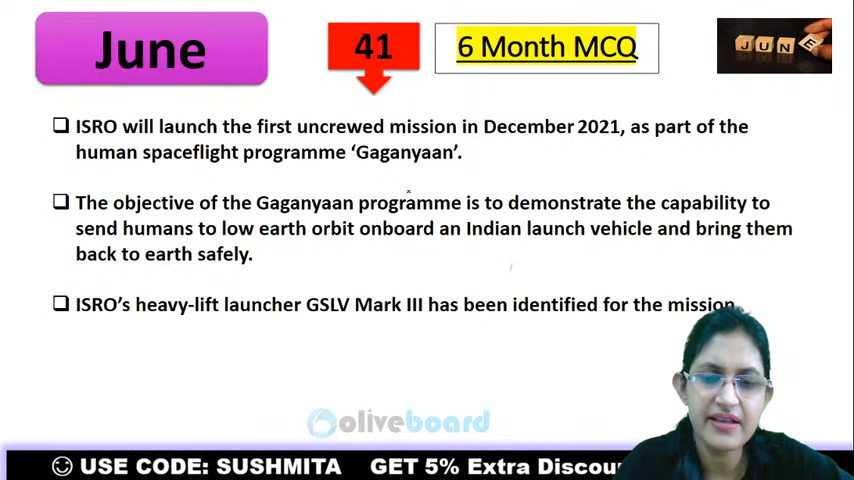 June
41
6 Month MCQ
JUNE
ISRO will launch the first uncrewed mission in December 2021, as part of the
human spaceflight programme ‘Gaganyaan’.
The objective of the Gaganyaan programme is to demonstrate the capability to
send humans to low earth orbit onboard an Indian launch vehicle and bring them
back to earth safely.
ISRO’s heavy-lift launcher GSLV Mark III has been identified for the mission
oliveboard
USE CODE: SUSHMITA GET 5% Extra